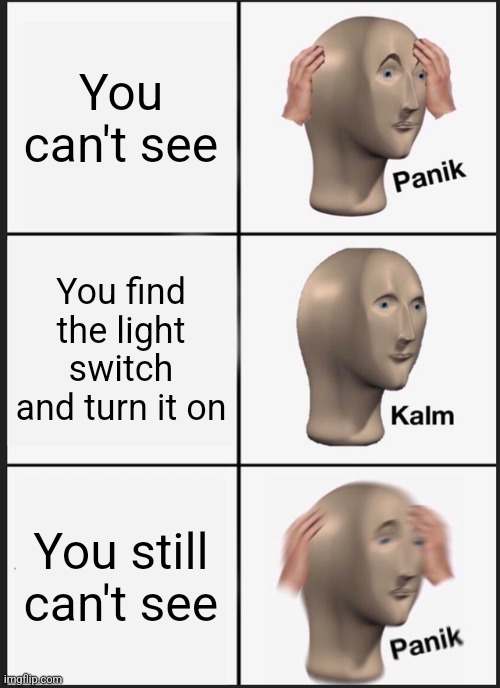 You
can't see
Panik
You find
the light
switch
and turn it on
Kalm
You still
can't see
Panik
imgflip.com